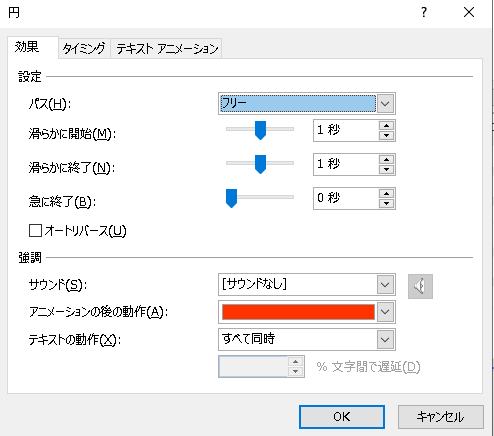 円
効果 タイミング テキスト アニメーション
設定
パス(H): フリー
滑らかに開始(M): 1 秒
滑らかに終了(N): 1 秒
急に終了(B): 0 秒
オートリバース(U)
強調
サウンド(S): [サウンドなし]
アニメーションの後の動作(A):
テキストの動作(X): すべて同時
% 文字間で遅延(D)
OK キャンセル